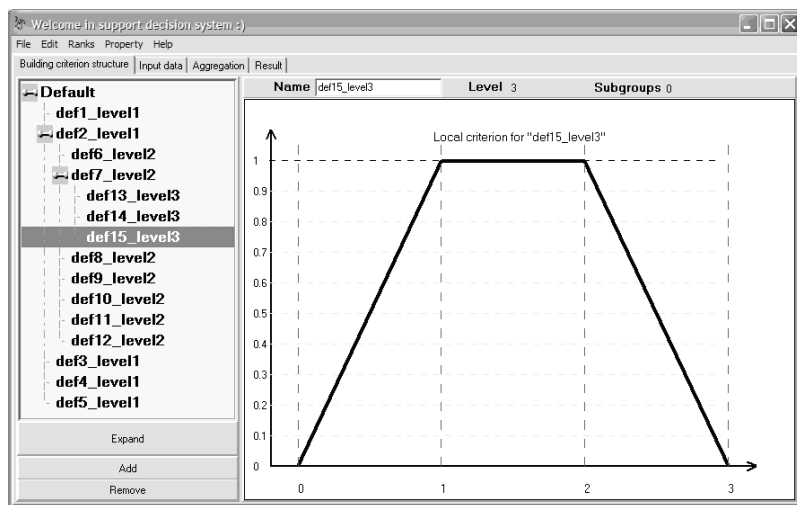 Welcome in support decision system :)
File Edit Ranks Property Help
Building criterion structure Input data Aggregation Result
Default
def1_level1
def2_level1
def6_level2
def7_level2
def13_level3
def14_level3
def15_level3
def8_level2
def9_level2
def10_level2
def11_level2
def12_level2
def3_level1
def4_level1
def5_level1
Expand
Add
Remove
Name def15_level3 Level 3 Subgroups 0
Local criterion for "def15_level3"
1
0.9
0.8
0.7
0.6
0.5
0.4
0.3
0.2
0.1
0
0 1 2 3